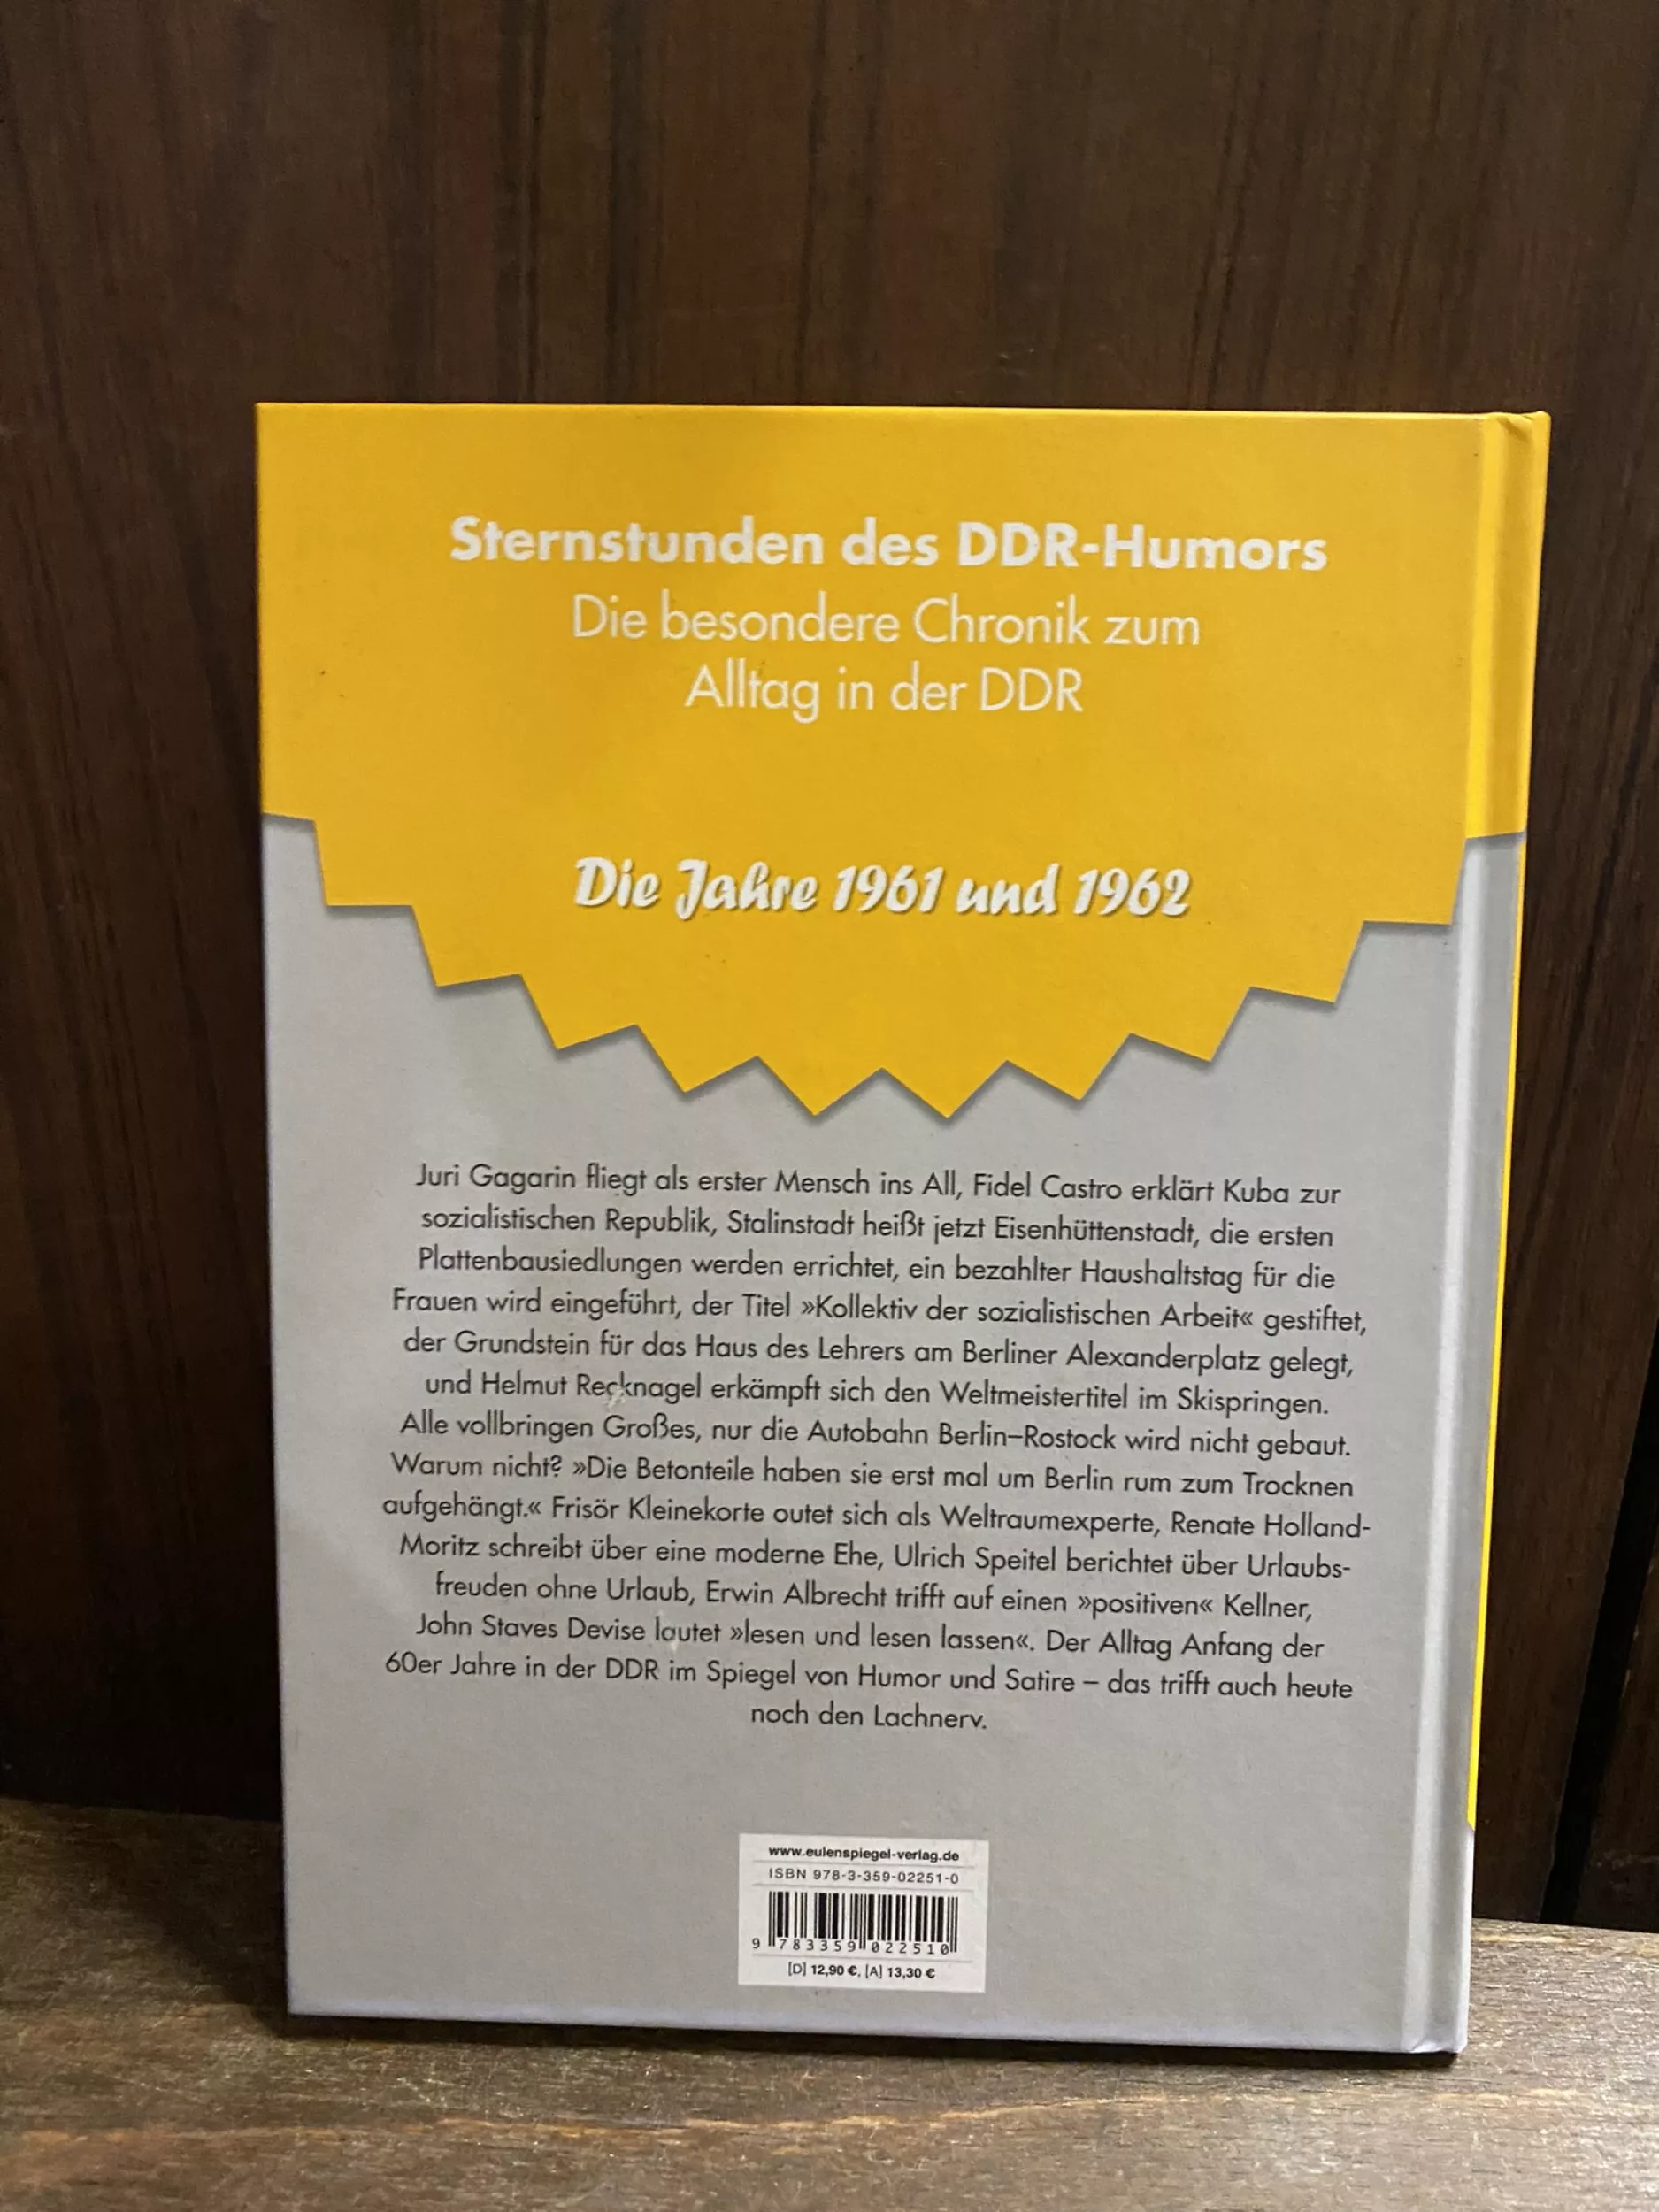 Sternstunden des DDR-Humors
Die besondere Chronik zum
Alltag in der DDR
Die Jahre 1961 und 1962
Juri Gagarin fliegt als erster Mensch ins All, Fidel Castro erklärt Kuba zur
sozialistischen Republik, Stalinstadt heißt jetzt Eisenhüttenstadt, die ersten
Plattenbausiedlungen werden errichtet, ein bezahlter Haushaltstag für die
Frauen wird eingeführt, der Titel »Kollektiv der sozialistischen Arbeit« gestiftet,
der Grundstein für das Haus des Lehrers am Berliner Alexanderplatz gelegt,
und Helmut Recknagel erkämpft sich den Weltmeistertitel im Skispringen.
Alle vollbringen Großes, nur die Autobahn Berlin–Rostock wird nicht gebaut.
Warum nicht? »Die Betonteile haben sie erst mal um Berlin rum zum Trocknen
aufgehängt.« Frisör Kleinekorte outet sich als Weltraumexperte, Renate Holland-
Moritz schreibt über eine moderne Ehe, Ulrich Speitel berichtet über Urlaubs-
freuden ohne Urlaub, Erwin Albrecht trifft auf einen »positiven« Kellner,
John Staves Devise lautet »lesen und lesen lassen«. Der Alltag Anfang der
60er Jahre in der DDR im Spiegel von Humor und Satire – das trifft auch heute
noch den Lachnerv.
www.eulenspiegel-verlag.de
ISBN 978-3-359-02251-0
9 783359 022510
[D] 12,90 €, [A] 13,30 €